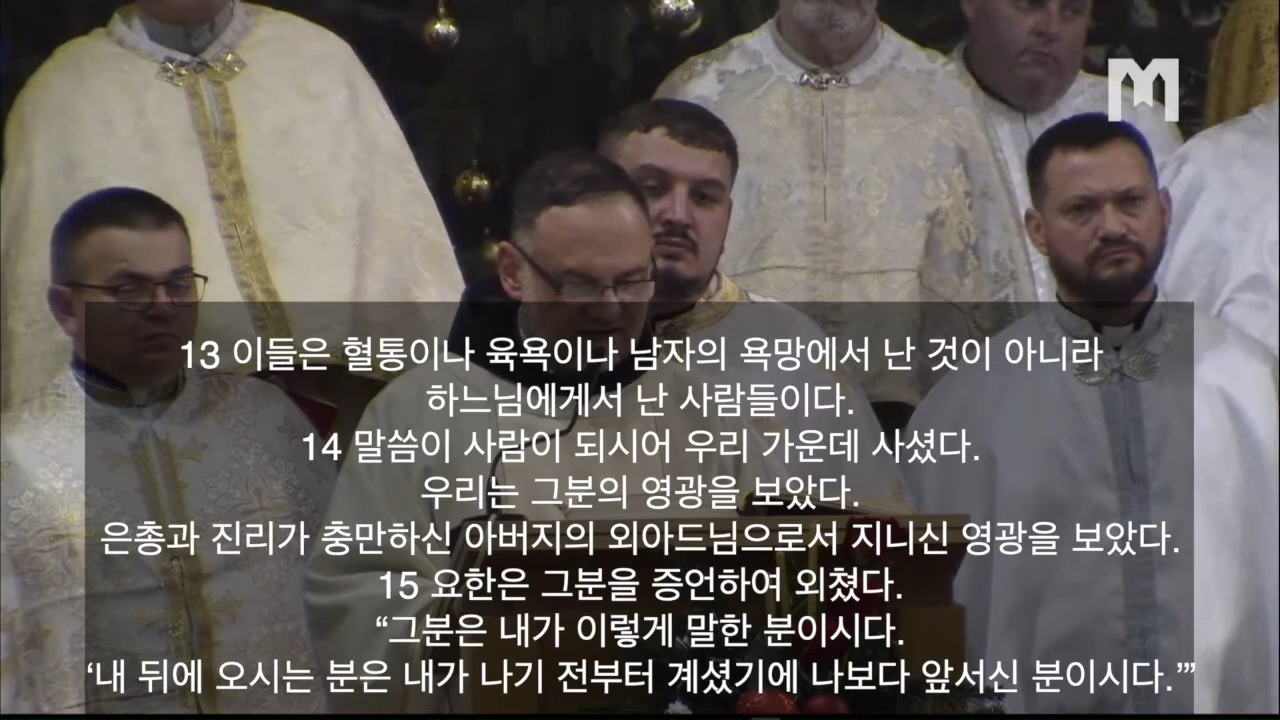 13 이들은 혈통이나 육욕이나 남자의 욕망에서 난 것이 아니라
하느님에게서 난 사람들이다.
14 말씀이 사람이 되시어 우리 가운데 사셨다.
우리는 그분의 영광을 보았다.
은총과 진리가 충만하신 아버지의 외아드님으로서 지니신 영광을 보았다.
15 요한은 그분을 증언하여 외쳤다.
“그분은 내가 이렇게 말한 분이시다.
‘내 뒤에 오시는 분은 내가 나기 전부터 계셨기에 나보다 앞서신 분이시다.’”